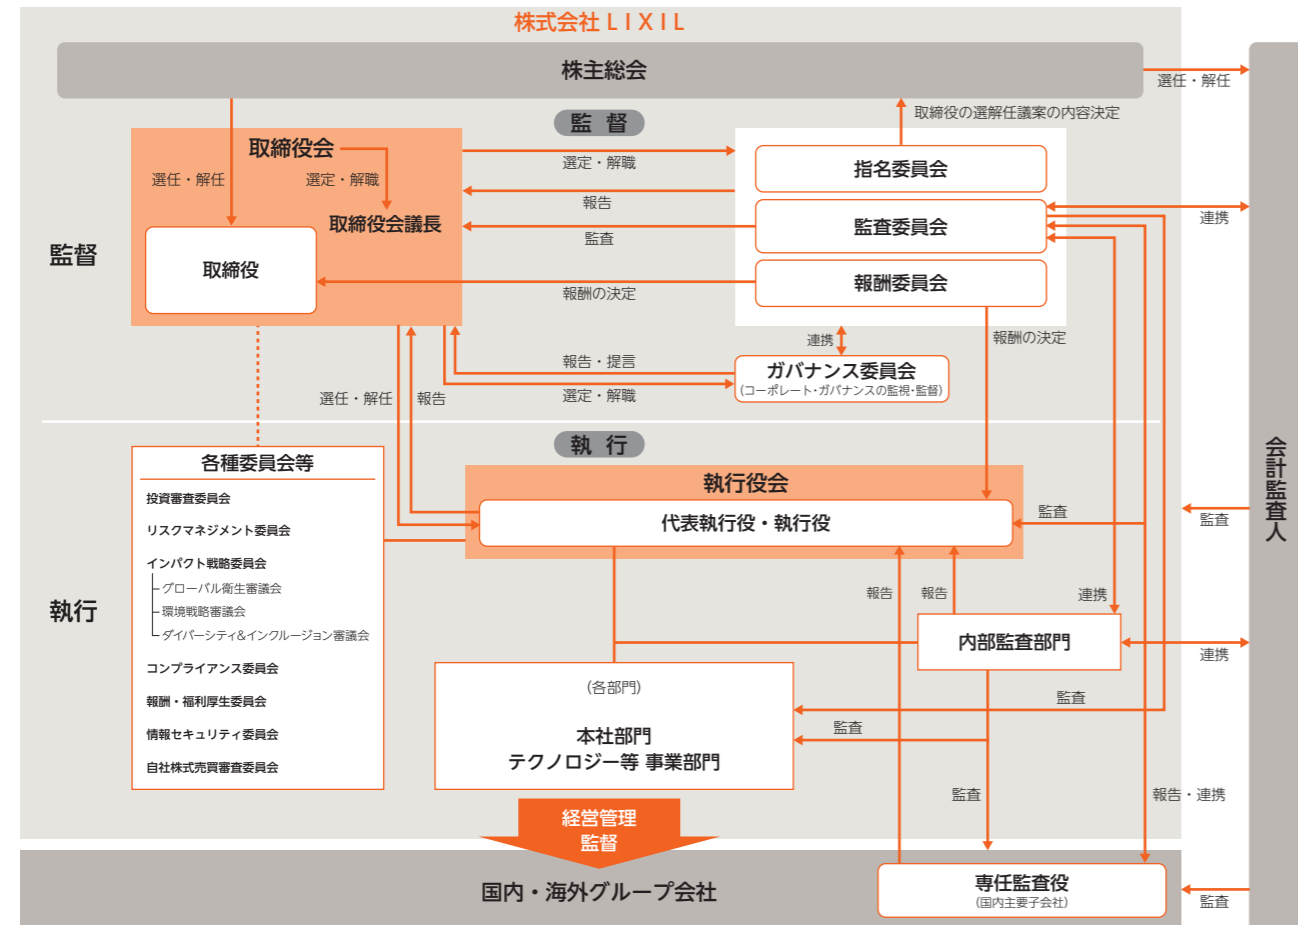 株式会社 LIXIL
株主総会
選任・解任
監 督
取締役の選解任議案の内容決定
取締役会
選任・解任
選定・解職
取締役会議長
取締役
監督
選定・解職
報告
監査
報酬の決定
指名委員会
監査委員会
報酬委員会
連携
報酬の決定
連携
報告・提言
選定・解職
ガバナンス委員会
(コーポレート・ガバナンスの監視・監督)
選任・解任
報告
執 行
執行
各種委員会等
投資審査委員会
リスクマネジメント委員会
インパクト戦略委員会
グローバル衛生審議会
環境戦略審議会
ダイバーシティ&インクルージョン審議会
コンプライアンス委員会
報酬・福利厚生委員会
情報セキュリティ委員会
自社株式売買審査委員会
執行役会
代表執行役・執行役
監査
監査
会計監査人
報告
報告
連携
内部監査部門
連携
(各部門)
本社部門
テクノロジー等 事業部門
監査
監査
監査
報告・連携
経営管理
監督
国内・海外グループ会社
専任監査役
(国内主要子会社)
監査